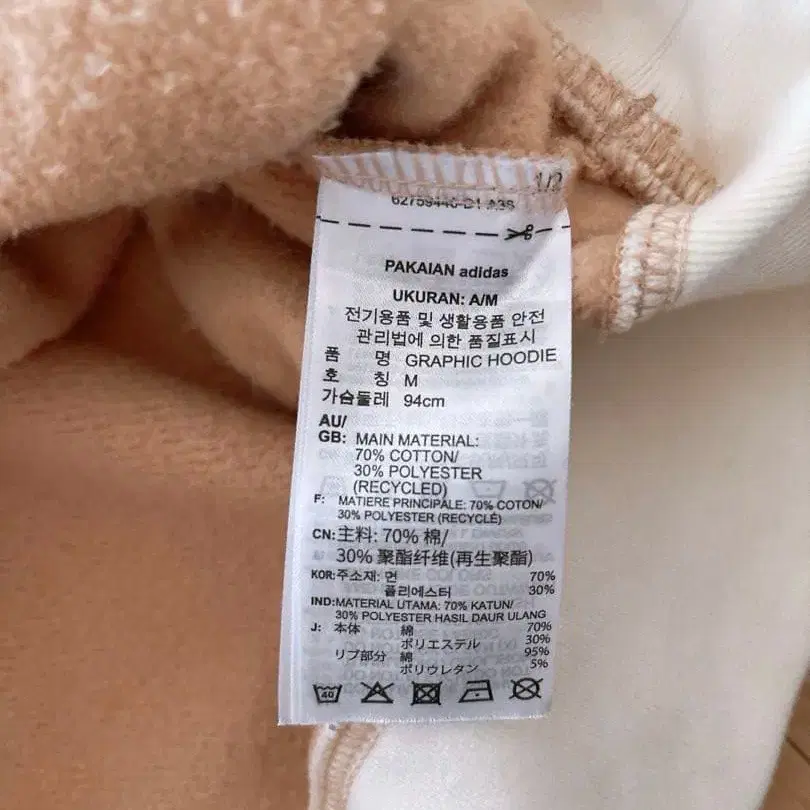 1/2
62759440-D1 A38
PAKAIAN adidas
UKURAN: A/M
전기용품 및 생활용품 안전
관리법에 의한 품질표시
품 명 GRAPHIC HOODIE
호 칭 M
가슴둘레 94cm
AU/
GB: MAIN MATERIAL:
70% COTTON/
30% POLYESTER
(RECYCLED)
F: MATIERE PRINCIPALE: 70% COTON/
30% POLYESTER (RECYCLÉ)
CN:主料: 70% 棉/
30% 聚酯纤维(再生聚酯)
KOR:주소재: 면 70%
폴리에스터 30%
IND:MATERIAL UTAMA: 70% KATUN/
30% POLYESTER HASIL DAUR ULANG
J: 本体 綿 70%
ポリエステル 30%
リブ部分 綿 95%
ポリウレタン 5%
40